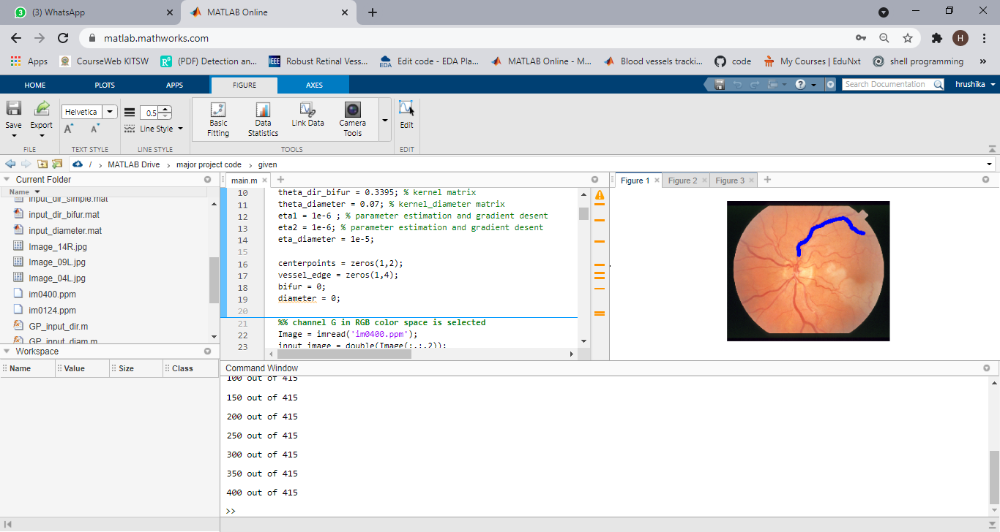 (3) WhatsApp
MATLAB Online
matlab.mathworks.com
H
Apps
CourseWeb KITSW
(PDF) Detection an...
IEEE Robust Retinal Vess...
EDA Edit code - EDA Pla...
MATLAB Online - M...
Blood vessels tracki...
code
My Courses | EduNxt
shell programming
»
HOME PLOTS APPS FIGURE AXES
Search Documentation
hrushika
Save
Export
FILE
Helvetica
A A
TEXT STYLE
0.5
Line Style
LINE STYLE
Basic
Fitting
Data
Statistics
Link Data
Camera
Tools
TOOLS
Edit
EDIT
/ › MATLAB Drive › major project code › given
Current Folder
Name
input_dir_simple.mat
input_dir_bifur.mat
input_diameter.mat
Image_14R.jpg
Image_09L.jpg
Image_04L.jpg
im0400.ppm
im0124.ppm
GP_input_dir.m
GP_input_diam.m
Workspace
Name Value Size Class
main.m
10 theta_dir_bifur = 0.3395; % kernel matrix
11 theta_diameter = 0.07; % kernel_diameter matrix
12 eta1 = 1e-6 ; % parameter estimation and gradient desent
13 eta2 = 1e-6; % parameter estimation and gradient desent
14 eta_diameter = 1e-5;
15
16 centerpoints = zeros(1,2);
17 vessel_edge = zeros(1,4);
18 bifur = 0;
19 diameter = 0;
20
21 %% channel G in RGB color space is selected
22 Image = imread('im0400.ppm');
23 input_image = double(Image(:,:,2));
Figure 1 Figure 2 Figure 3
Command Window
100 out of 415
150 out of 415
200 out of 415
250 out of 415
300 out of 415
350 out of 415
400 out of 415
>>